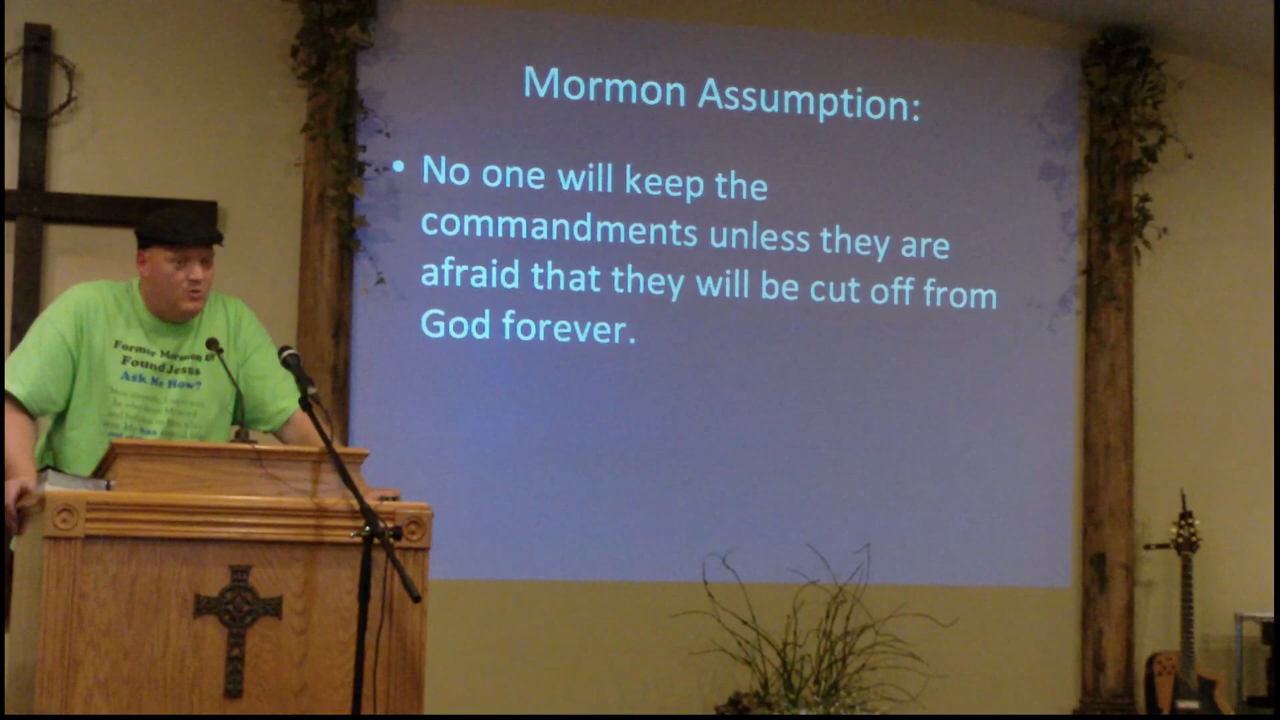 Mormon Assumption:
• No one will keep the
commandments unless they are
afraid that they will be cut off from
God forever.
Former Mormon
Found Jesus
Ask Me How?